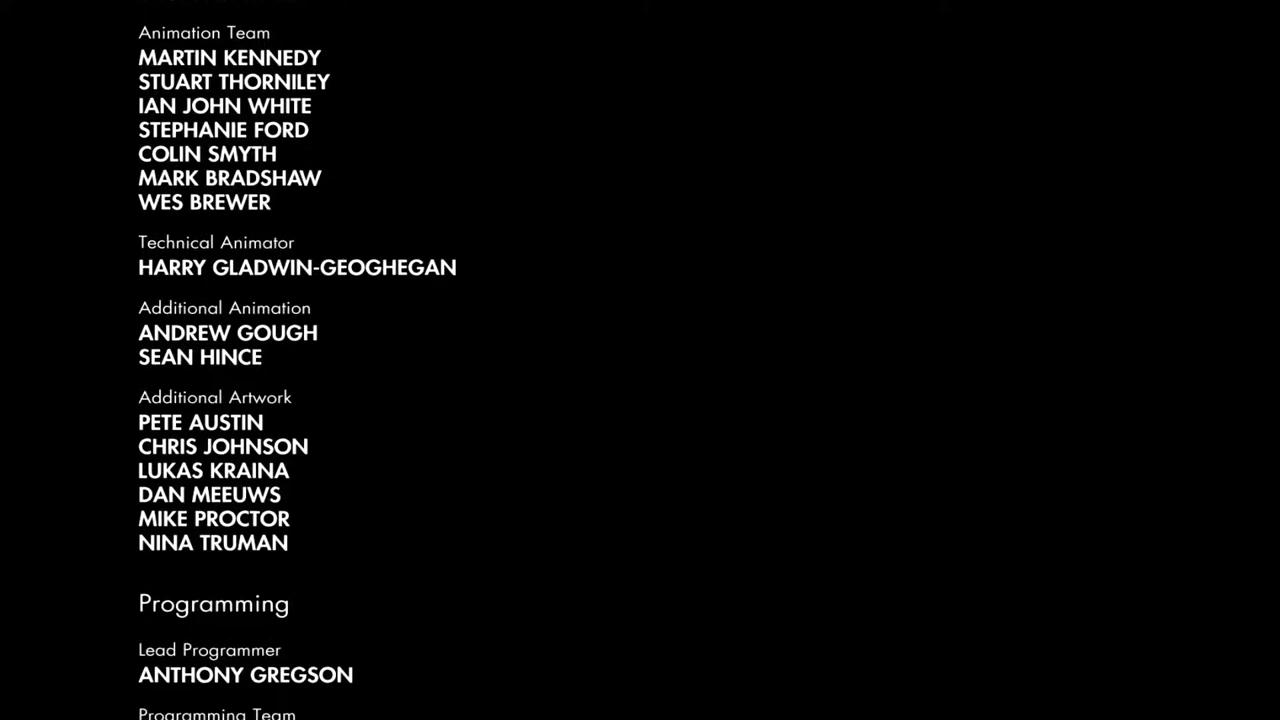 Animation Team
MARTIN KENNEDY
STUART THORNILEY
IAN JOHN WHITE
STEPHANIE FORD
COLIN SMYTH
MARK BRADSHAW
WES BREWER
Technical Animator
HARRY GLADWIN-GEOGHEGAN
Additional Animation
ANDREW GOUGH
SEAN HINCE
Additional Artwork
PETE AUSTIN
CHRIS JOHNSON
LUKAS KRAINA
DAN MEEUWS
MIKE PROCTOR
NINA TRUMAN
Programming
Lead Programmer
ANTHONY GREGSON
Programming Team